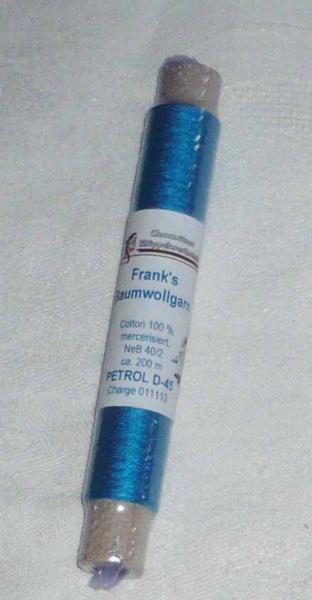 Frank's
Baumwollgarn
Cotton 100 %,
mercerisiert,
NeB 40/2
ca. 200 m
PETROL D-45
Charge 011113